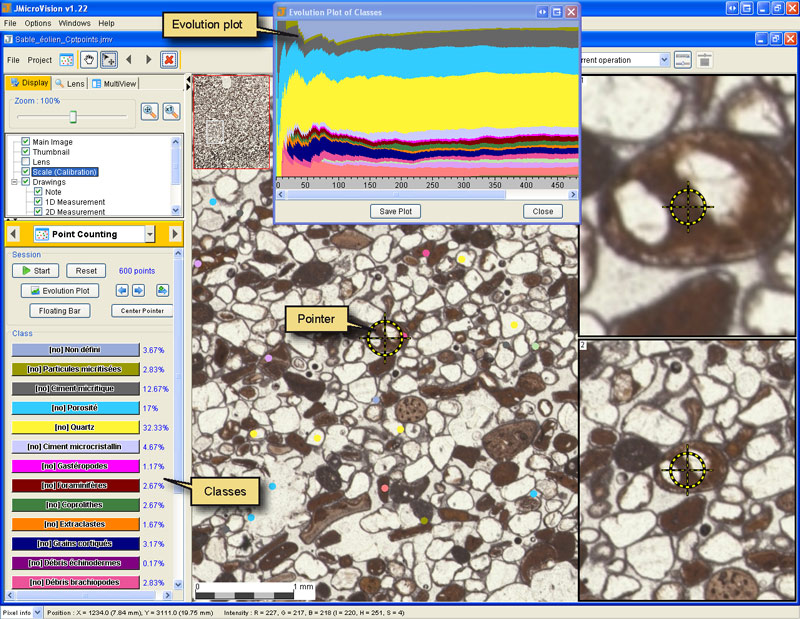 JMicroVision v1.22
File Options Windows Help
Sable_éolien_Cptpoints.jmv
File Project
rrent operation
Evolution plot
Evolution Plot of Classes
0 50 100 150 200 250 300 350 400 450
Save Plot Close
Display Lens MultiView
Zoom : 100%
Main Image
Thumbnail
Lens
Scale (Calibration)
Drawings
Note
1D Measurement
2D Measurement
Point Counting
Session
Start Reset 600 points
Evolution Plot
Floating Bar Center Pointer
Class
[no] Non défini 3.67%
[no] Particules micritisées 2.83%
[no] Ciment micritique 12.67%
[no] Porosité 17%
[no] Quartz 32.33%
[no] Ciment microcristallin 4.67%
[no] Gastéropodes 1.17%
[no] Foraminifères 2.67%
[no] Coprolithes 2.67%
[no] Extraclastes 1.67%
[no] Grains cortiqués 3.17%
[no] Débris échinodermes 0.17%
[no] Débris brachiopodes 2.83%
Pointer
Classes
2
0 1 mm
Pixel info Position : X = 1234.0 (7.84 mm), Y = 3111.0 (19.75 mm) Intensity : R = 227, G = 217, B = 218 (I = 220, H = 251, S = 4)